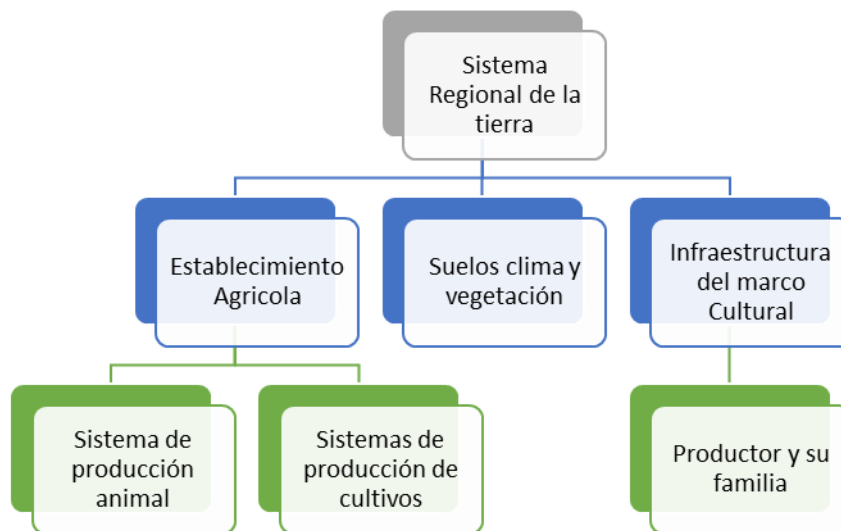 Sistema
Regional de la
tierra
Establecimiento
Agricola
Suelos clima y
vegetación
Infraestructura
del marco
Cultural
Sistema de
producción
animal
Sistemas de
producción de
cultivos
Productor y su
familia